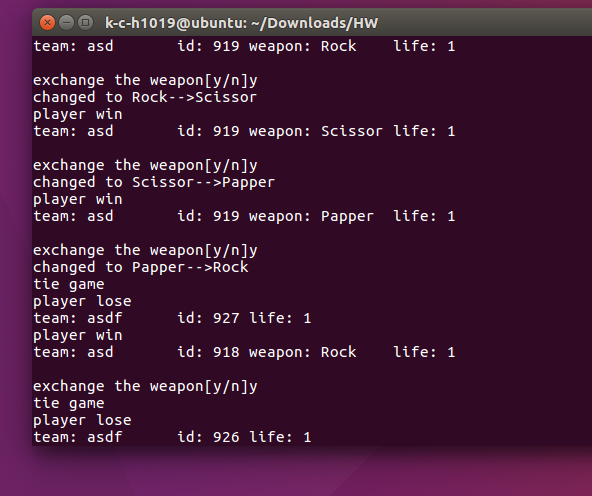 k-c-h1019@ubuntu: ~/Downloads/HW
team: asd       id: 919 weapon: Rock    life: 1
exchange the weapon[y/n]y
changed to Rock-->Scissor
player win
team: asd       id: 919 weapon: Scissor life: 1
exchange the weapon[y/n]y
changed to Scissor-->Papper
player win
team: asd       id: 919 weapon: Papper  life: 1
exchange the weapon[y/n]y
changed to Papper-->Rock
tie game
player lose
team: asdf      id: 927 life: 1
player win
team: asd       id: 918 weapon: Rock    life: 1
exchange the weapon[y/n]y
tie game
player lose
team: asdf      id: 926 life: 1